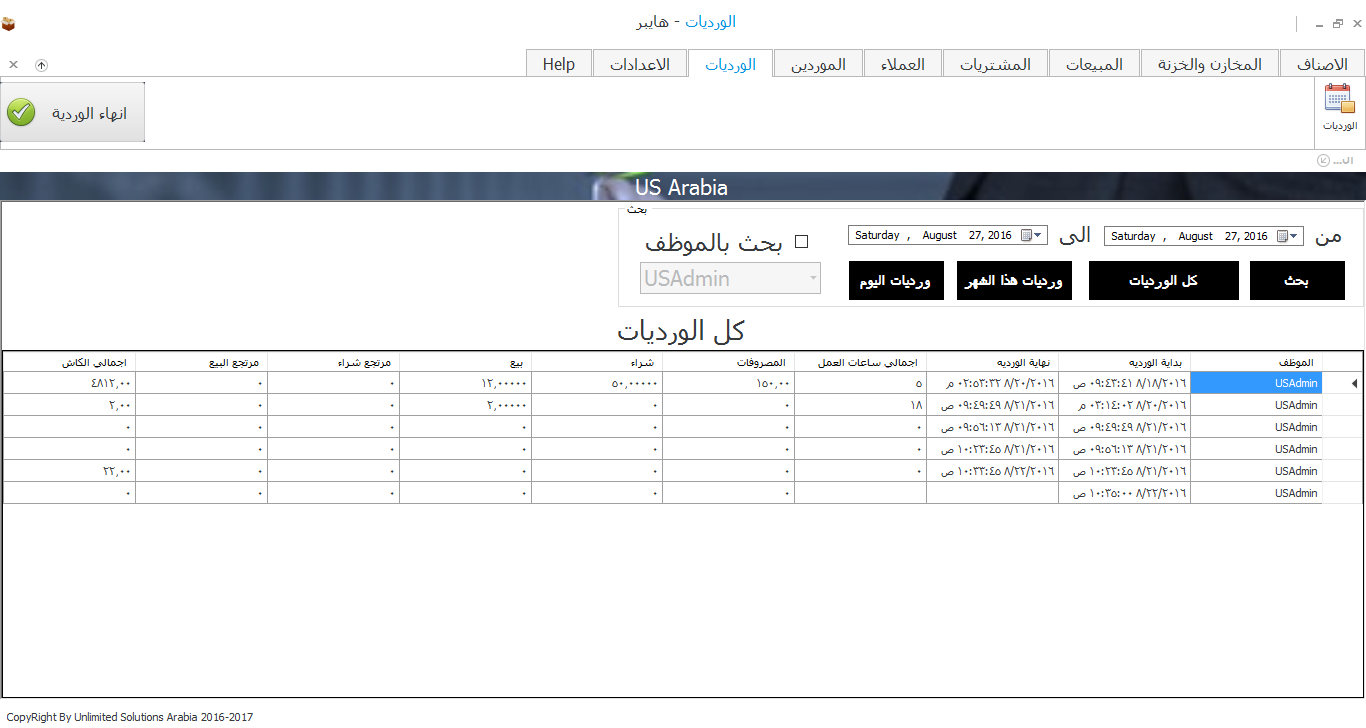 الورديات - هايبر
الاصناف المخازن والخزنة المبيعات المشتريات العملاء الموردين الورديات الاعدادات Help
الورديات
انهاء الوردية
ال...
US Arabia
بحث
من Saturday , August 27, 2016 الى Saturday , August 27, 2016
بحث بالموظف
USAdmin
بحث كل الورديات ورديات هذا الشهر ورديات اليوم
كل الورديات
الموظف بداية الورديه نهاية الورديه اجمالي ساعات العمل المصروفات شراء بيع مرتجع شراء مرتجع البيع اجمالي الكاش
USAdmin ٨/١٨/٢٠١٦ ٠٩:٤٣:٤١ ص ٨/٢٠/٢٠١٦ ٠٢:٥٣:٣٢ م ٥ ١٥٠,٠٠ ٥٠,٠٠٠٠٠ ١٢,٠٠٠٠٠ ٠ ٠ ٤٨١٢,٠٠
USAdmin ٨/٢٠/٢٠١٦ ٠٣:١٤:٠٢ م ٨/٢١/٢٠١٦ ٠٩:٤٩:٤٩ ص ١٨ ٠ ٠ ٢,٠٠٠٠٠ ٠ ٠ ٢,٠٠
USAdmin ٨/٢١/٢٠١٦ ٠٩:٤٩:٤٩ ص ٨/٢١/٢٠١٦ ٠٩:٥٦:١٣ ص ٠ ٠ ٠ ٠ ٠ ٠ ٠
USAdmin ٨/٢١/٢٠١٦ ٠٩:٥٦:١٣ ص ٨/٢١/٢٠١٦ ١٠:٢٣:٤٥ ص ٠ ٠ ٠ ٠ ٠ ٠ ٠
USAdmin ٨/٢١/٢٠١٦ ١٠:٢٣:٤٥ ص ٨/٢٢/٢٠١٦ ١٠:٣٣:٤٥ ص ٠ ٠ ٠ ٠ ٠ ٠ ٢٢,٠٠
USAdmin ٨/٢٢/٢٠١٦ ١٠:٣٥:٠٠ ص ٠ ٠ ٠ ٠ ٠ ٠
CopyRight By Unlimited Solutions Arabia 2016-2017